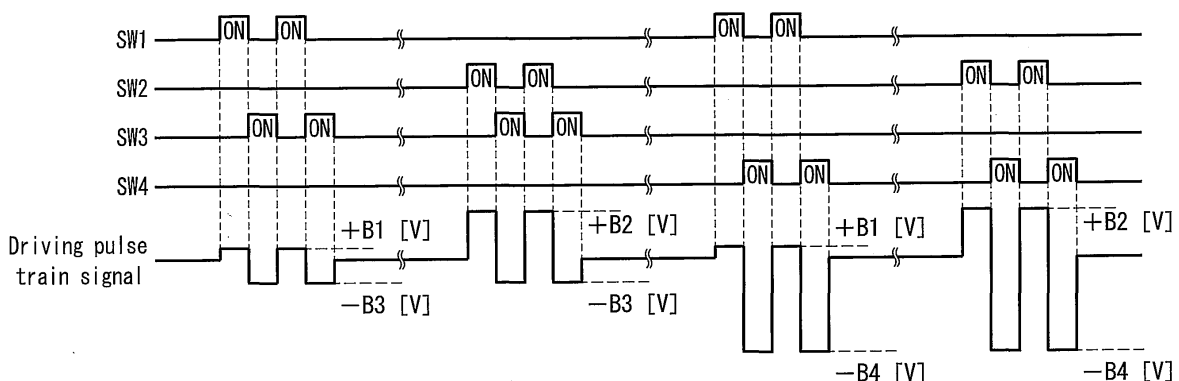 SW1 ON ON ON ON
SW2 ON ON ON ON
SW3 ON ON ON ON
SW4 ON ON ON ON
Driving pulse
train signal
+B1 [V] +B2 [V] +B1 [V] +B2 [V]
−B3 [V] −B3 [V]
−B4 [V] −B4 [V]